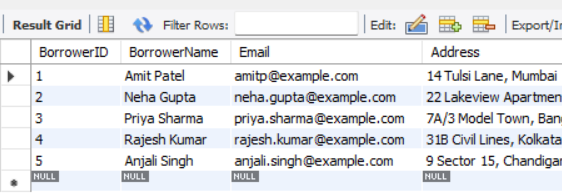 Result Grid Filter Rows: Edit: Export/In
BorrowerID BorrowerName Email Address
1 Amit Patel amitp@example.com 14 Tulsi Lane, Mumbai
2 Neha Gupta neha.gupta@example.com 22 Lakeview Apartmen
3 Priya Sharma priya.sharma@example.com 7A/3 Model Town, Ban
4 Rajesh Kumar rajesh.kumar@example.com 31B Civil Lines, Kolkata
5 Anjali Singh anjali.singh@example.com 9 Sector 15, Chandigar
NULL NULL NULL NULL